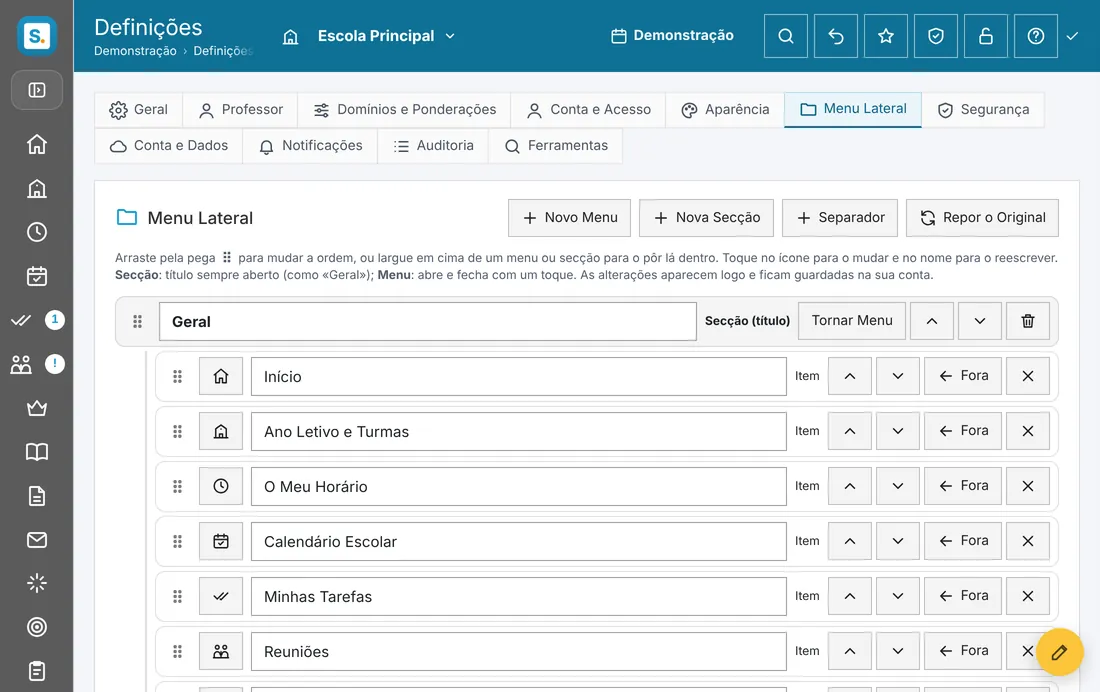 S.
Definições
Demonstração › Definições
Escola Principal
Demonstração
Geral
Professor
Domínios e Ponderações
Conta e Acesso
Aparência
Menu Lateral
Segurança
Conta e Dados
Notificações
Auditoria
Ferramentas
1
!
Menu Lateral
Novo Menu
Nova Secção
Separador
Repor o Original
Arraste pela pega ⠿ para mudar a ordem, ou largue em cima de um menu ou secção para o pôr lá dentro. Toque no ícone para o mudar e no nome para o reescrever.
Secção: título sempre aberto (como «Geral»); Menu: abre e fecha com um toque. As alterações aparecem logo e ficam guardadas na sua conta.
Geral Secção (título) Tornar Menu
Início Item ← Fora
Ano Letivo e Turmas Item ← Fora
O Meu Horário Item ← Fora
Calendário Escolar Item ← Fora
Minhas Tarefas Item ← Fora
Reuniões Item ← Fora